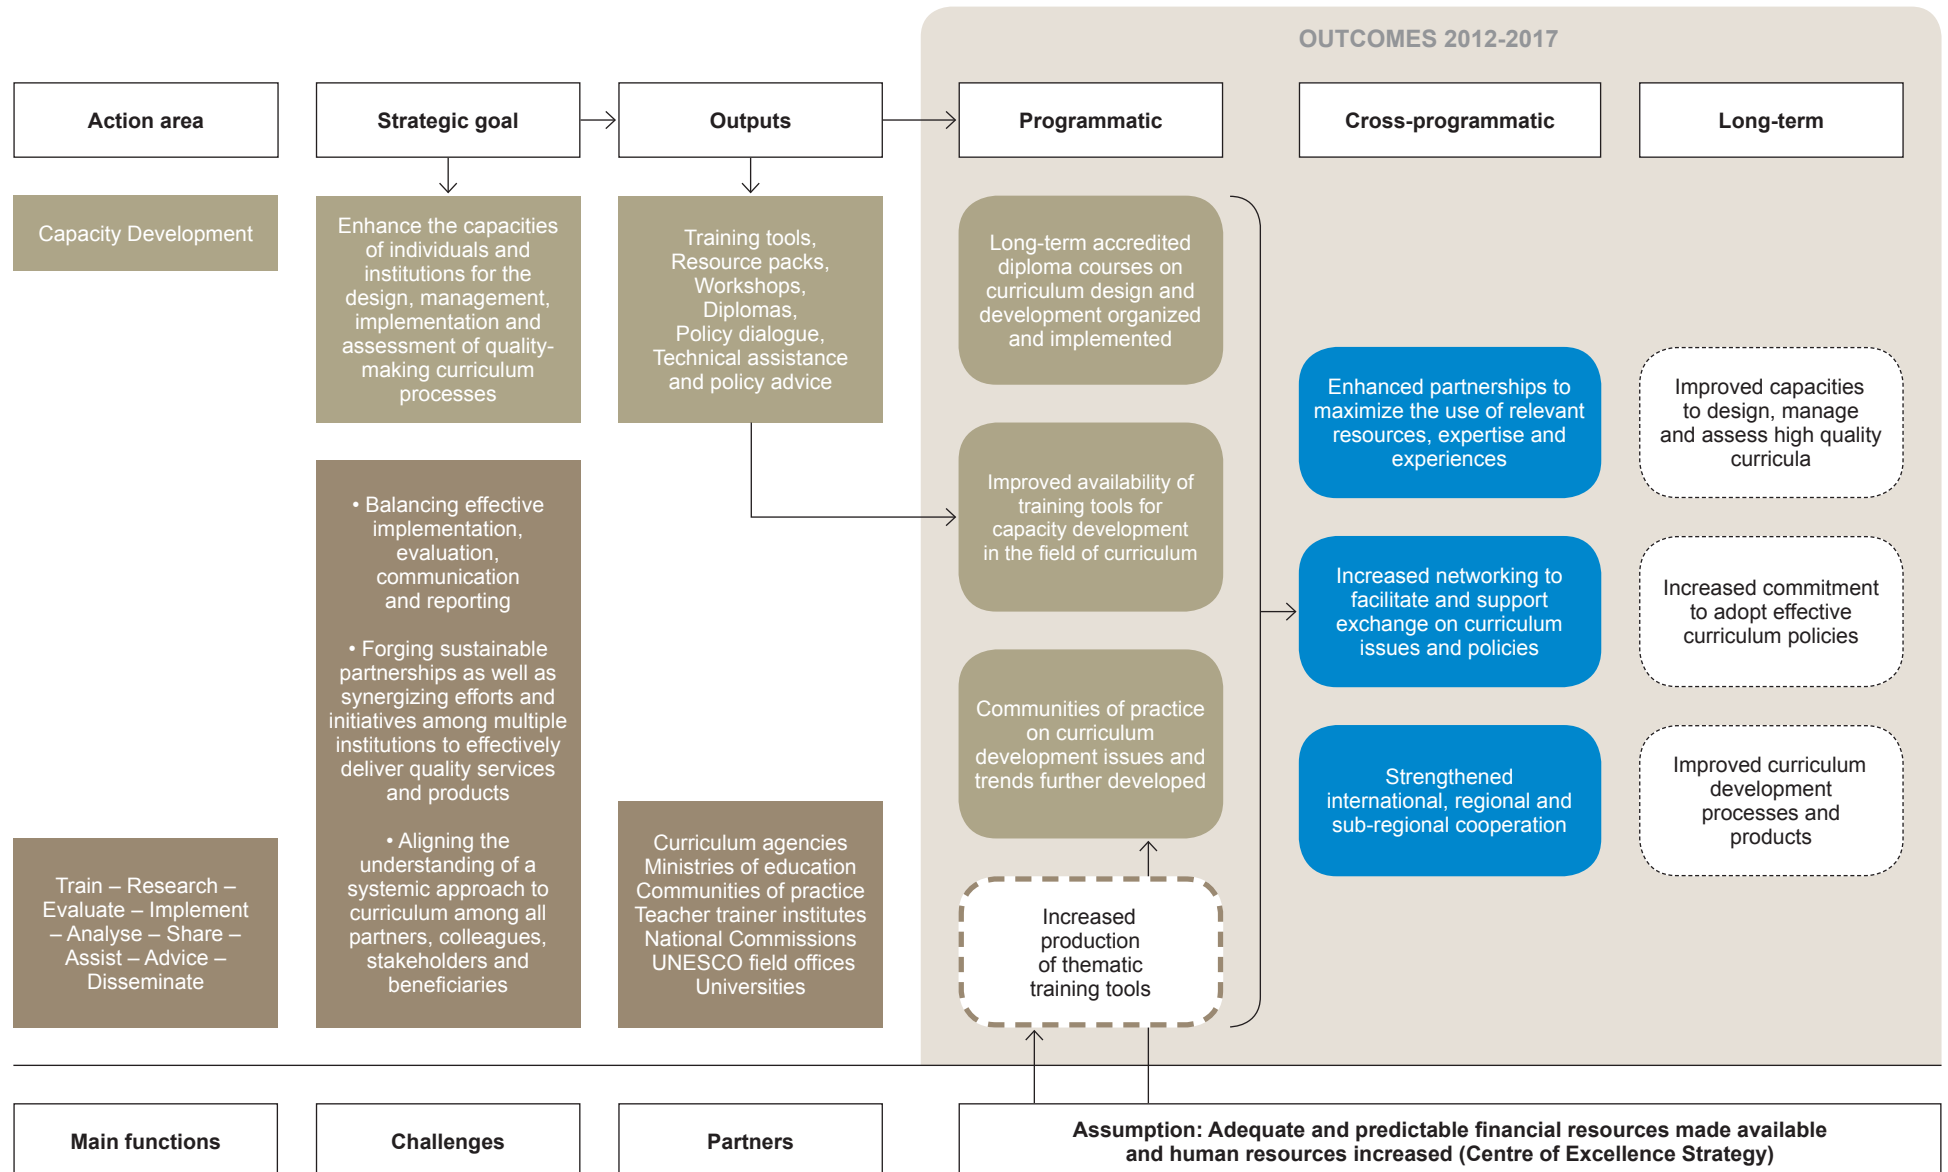 OUTCOMES 2012-2017
Action area
Strategic goal
Outputs
Programmatic
Cross-programmatic
Long-term
Capacity Development
Enhance the capacities
of individuals and
institutions for the
design, management,
implementation and
assessment of quality-
making curriculum
processes
Training tools,
Resource packs,
Workshops,
Diplomas,
Policy dialogue,
Technical assistance
and policy advice
Long-term accredited
diploma courses on
curriculum design and
development organized
and implemented
Improved availability of
training tools for
capacity development
in the field of curriculum
Communities of practice
on curriculum
development issues and
trends further developed
Increased
production
of thematic
training tools
Enhanced partnerships to
maximize the use of relevant
resources, expertise and
experiences
Increased networking to
facilitate and support
exchange on curriculum
issues and policies
Strengthened
international, regional and
sub-regional cooperation
Improved capacities
to design, manage
and assess high quality
curricula
Increased commitment
to adopt effective
curriculum policies
Improved curriculum
development
processes and
products
Train – Research –
Evaluate – Implement
– Analyse – Share –
Assist – Advice –
Disseminate
• Balancing effective
implementation,
evaluation,
communication
and reporting
• Forging sustainable
partnerships as well as
synergizing efforts and
initiatives among multiple
institutions to effectively
deliver quality services
and products
• Aligning the
understanding of a
systemic approach to
curriculum among all
partners, colleagues,
stakeholders and
beneficiaries
Curriculum agencies
Ministries of education
Communities of practice
Teacher trainer institutes
National Commissions
UNESCO field offices
Universities
Main functions
Challenges
Partners
Assumption: Adequate and predictable financial resources made available
and human resources increased (Centre of Excellence Strategy)